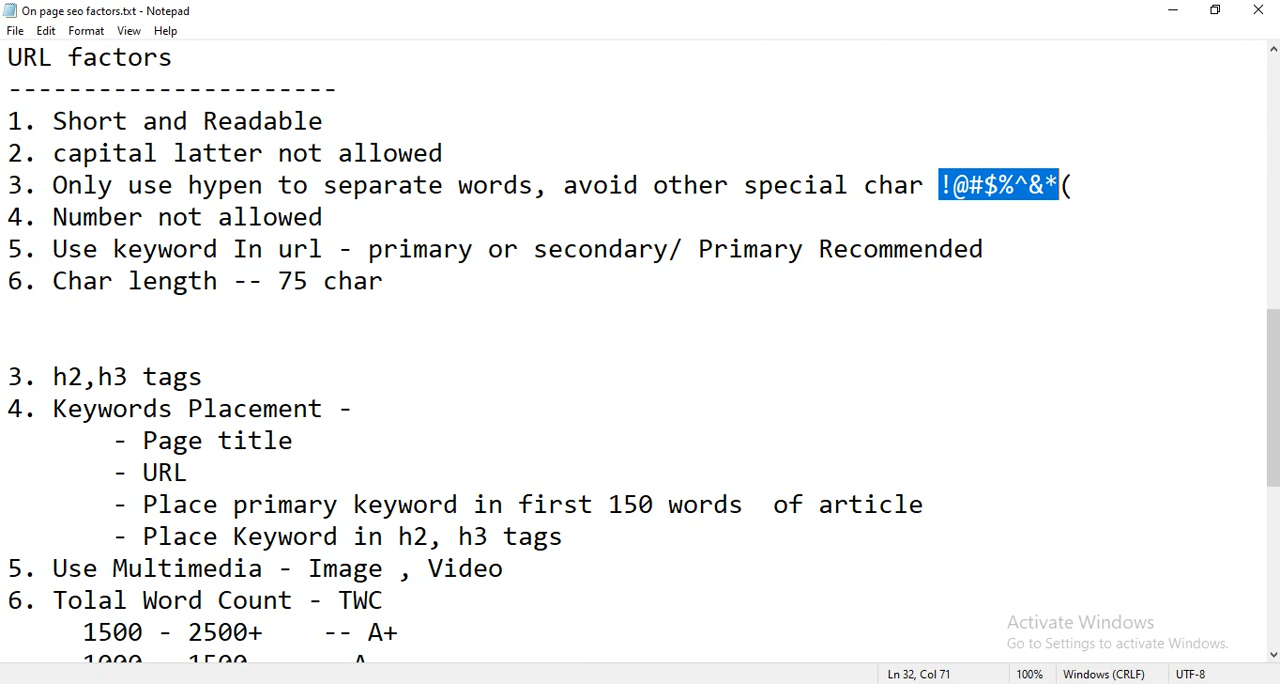 On page seo factors.txt - Notepad
File Edit Format View Help
URL factors
----------------------
1. Short and Readable
2. capital latter not allowed
3. Only use hypen to separate words, avoid other special char !@#$%^&*(
4. Number not allowed
5. Use keyword In url - primary or secondary/ Primary Recommended
6. Char length -- 75 char
3. h2,h3 tags
4. Keywords Placement -
- Page title
- URL
- Place primary keyword in first 150 words  of article
- Place Keyword in h2, h3 tags
5. Use Multimedia - Image , Video
6. Tolal Word Count - TWC
1500 - 2500+    -- A+
1000 - 1500
Activate Windows
Go to Settings to activate Windows.
Ln 32, Col 71 100% Windows (CRLF) UTF-8